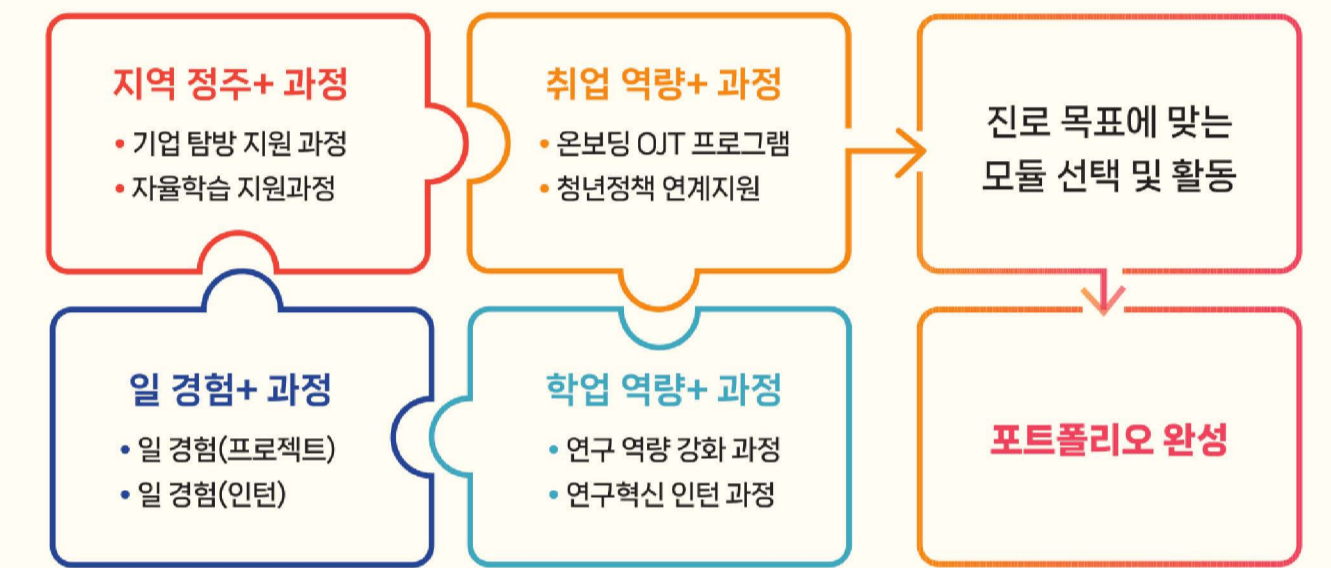 지역 정주+ 과정
• 기업 탐방 지원 과정
• 자율학습 지원과정
취업 역량+ 과정
• 온보딩 OJT 프로그램
• 청년정책 연계지원
진로 목표에 맞는
모듈 선택 및 활동
일 경험+ 과정
• 일 경험(프로젝트)
• 일 경험(인턴)
학업 역량+ 과정
• 연구 역량 강화 과정
• 연구혁신 인턴 과정
포트폴리오 완성